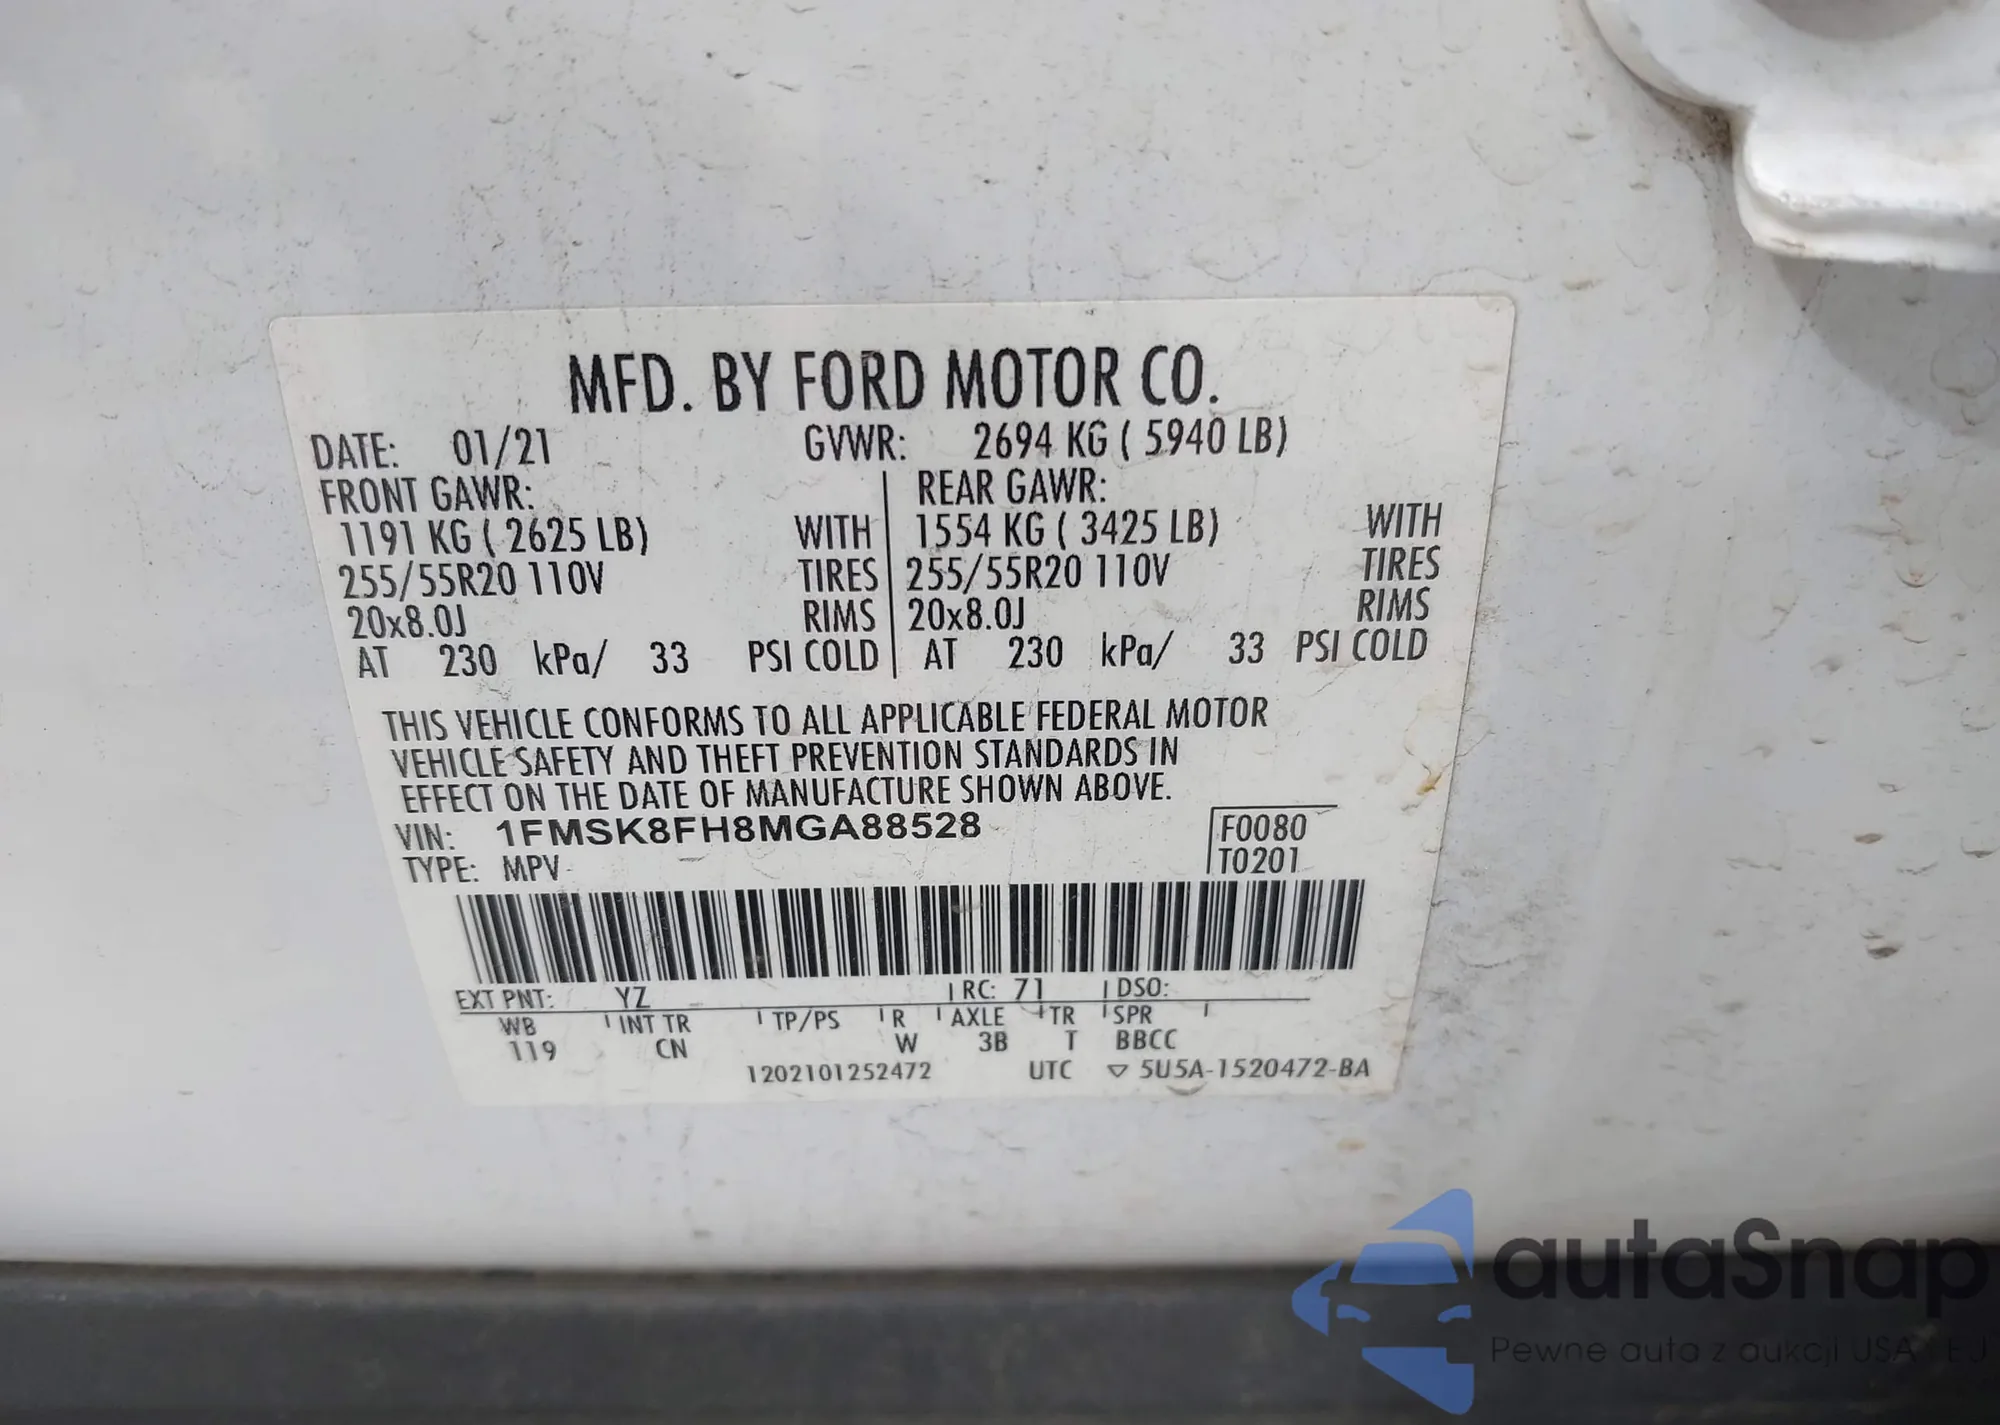 MFD. BY FORD MOTOR CO.
DATE: 01/21 GVWR: 2694 KG ( 5940 LB)
FRONT GAWR: REAR GAWR:
1191 KG ( 2625 LB) WITH 1554 KG ( 3425 LB) WITH
255/55R20 110V TIRES 255/55R20 110V TIRES
20x8.0J RIMS 20x8.0J RIMS
AT 230 kPa/ 33 PSI COLD AT 230 kPa/ 33 PSI COLD
THIS VEHICLE CONFORMS TO ALL APPLICABLE FEDERAL MOTOR
VEHICLE SAFETY AND THEFT PREVENTION STANDARDS IN
EFFECT ON THE DATE OF MANUFACTURE SHOWN ABOVE.
VIN: 1FMSK8FH8MGA88528 F0080
TYPE: MPV T0201
EXT PNT: YZ RC: 71 DSO:
WB INT TR TP/PS R AXLE TR SPR
119 CN W 3B T BBCC
1202101252472 UTC ▽ 5U5A-1520472-BA
autaSnap
Pewne auta z aukcji USA i EJ